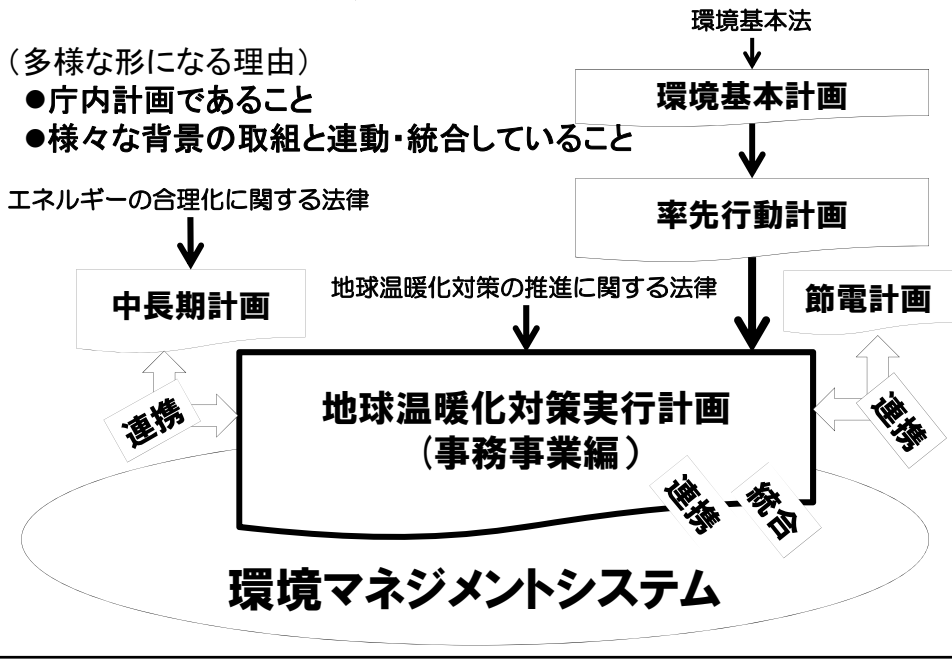 環境基本法
(多様な形になる理由)
●庁内計画であること
環境基本計画
●様々な背景の取組と連動・統合していること
エネルギーの合理化に関する法律
率先行動計画
地球温暖化対策の推進に関する法律
中長期計画
節電計画
地球温暖化対策実行計画
(事務事業編)
連携
連携
連携 / 統合
環境マネジメントシステム